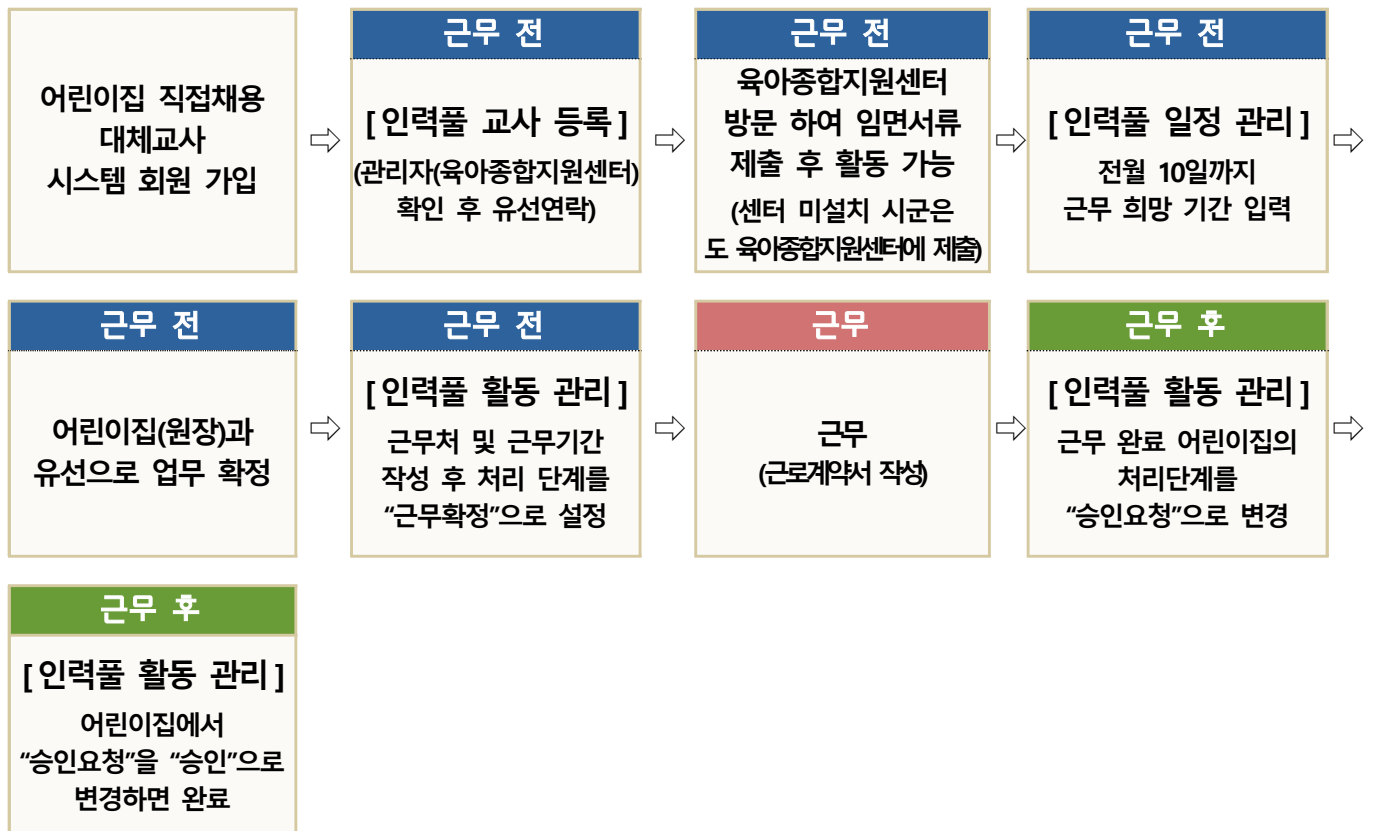 어린이집 직접채용
대체교사
시스템 회원 가입
⇨
근무 전
[인력풀 교사 등록]
(관리자(육아종합지원센터)
확인 후 유선연락)
⇨
근무 전
육아종합지원센터
방문 하여 임면서류
제출 후 활동 가능
(센터 미설치 시군은
도 육아종합지원센터에 제출)
⇨
근무 전
[인력풀 일정 관리]
전월 10일까지
근무 희망 기간 입력
⇨
근무 전
어린이집(원장)과
유선으로 업무 확정
⇨
근무 전
[인력풀 활동 관리]
근무처 및 근무기간
작성 후 처리 단계를
“근무확정”으로 설정
⇨
근무
근무
(근로계약서 작성)
⇨
근무 후
[인력풀 활동 관리]
근무 완료 어린이집의
처리단계를
“승인요청”으로 변경
⇨
근무 후
[인력풀 활동 관리]
어린이집에서
“승인요청”을 “승인”으로
변경하면 완료